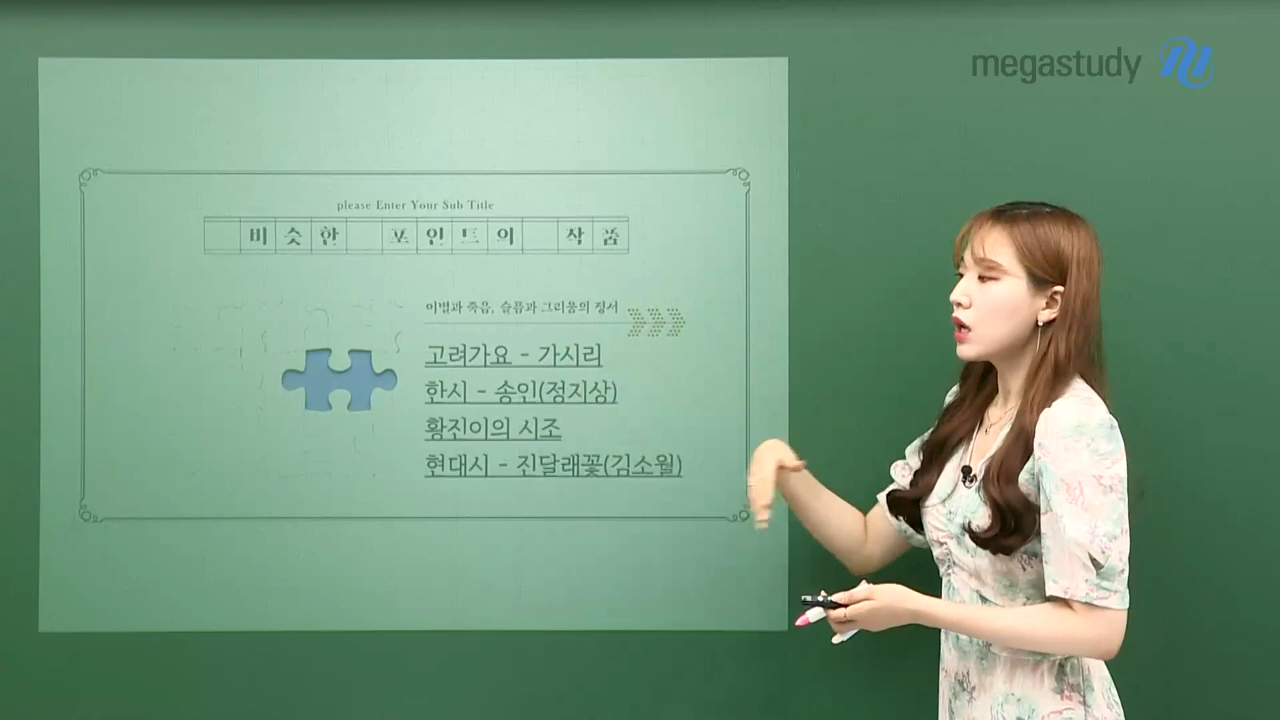 megastudy
please Enter Your Sub Title
비슷한 포인트의 작품
이별과 죽음, 슬픔과 그리움의 정서
고려가요 - 가시리
한시 - 송인(정지상)
황진이의 시조
현대시 - 진달래꽃(김소월)